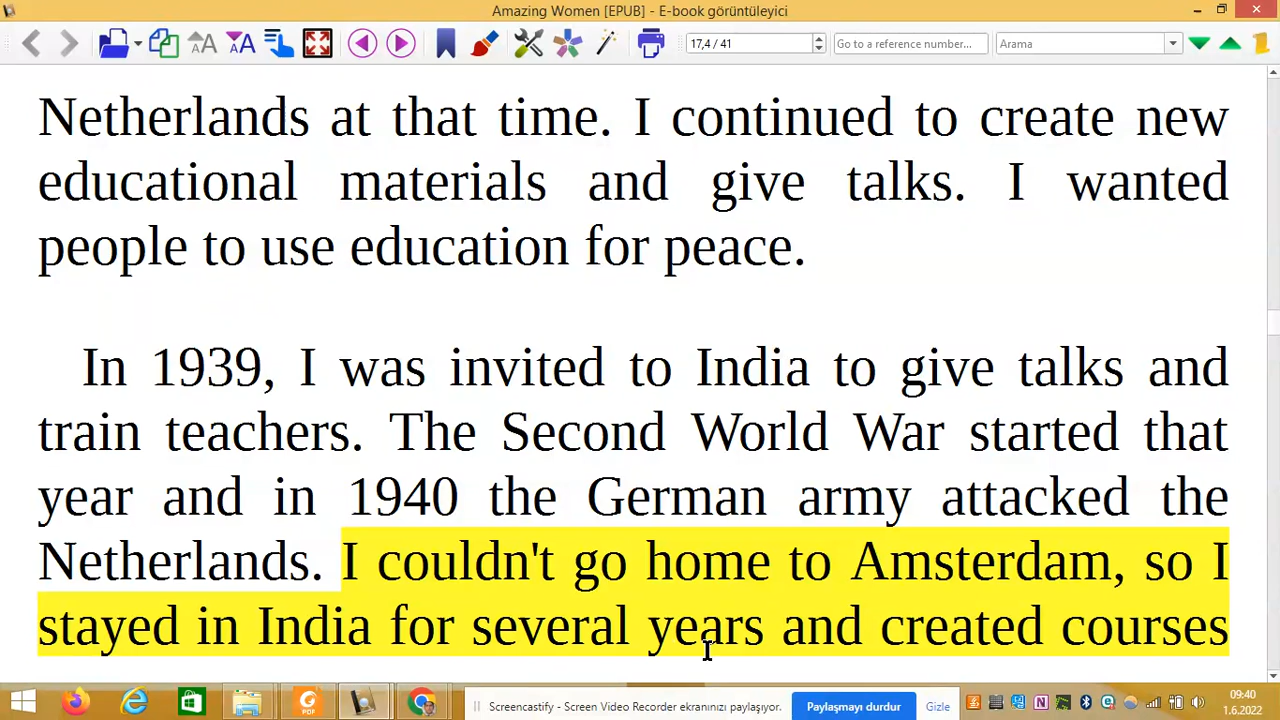 Amazing Women [EPUB] - E-book görüntüleyici
17,4 / 41
Go to a reference number...
Arama
Netherlands at that time. I continued to create new
educational materials and give talks. I wanted
people to use education for peace.
In 1939, I was invited to India to give talks and
train teachers. The Second World War started that
year and in 1940 the German army attacked the
Netherlands. I couldn't go home to Amsterdam, so I
stayed in India for several years and created courses
Screencastify - Screen Video Recorder ekranınızı paylaşıyor.
Paylaşmayı durdur
Gizle
09:40
1.6.2022